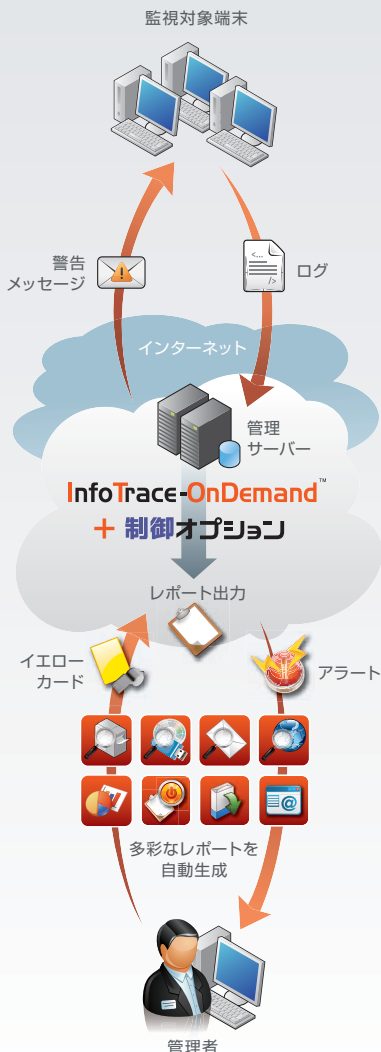 監視対象端末
警告
メッセージ
<...
/>
ログ
インターネット
管理
サーバー
InfoTrace-OnDemand™
＋ 制御オプション
レポート出力
イエロー
カード
アラート
@
多彩なレポートを
自動生成
管理者